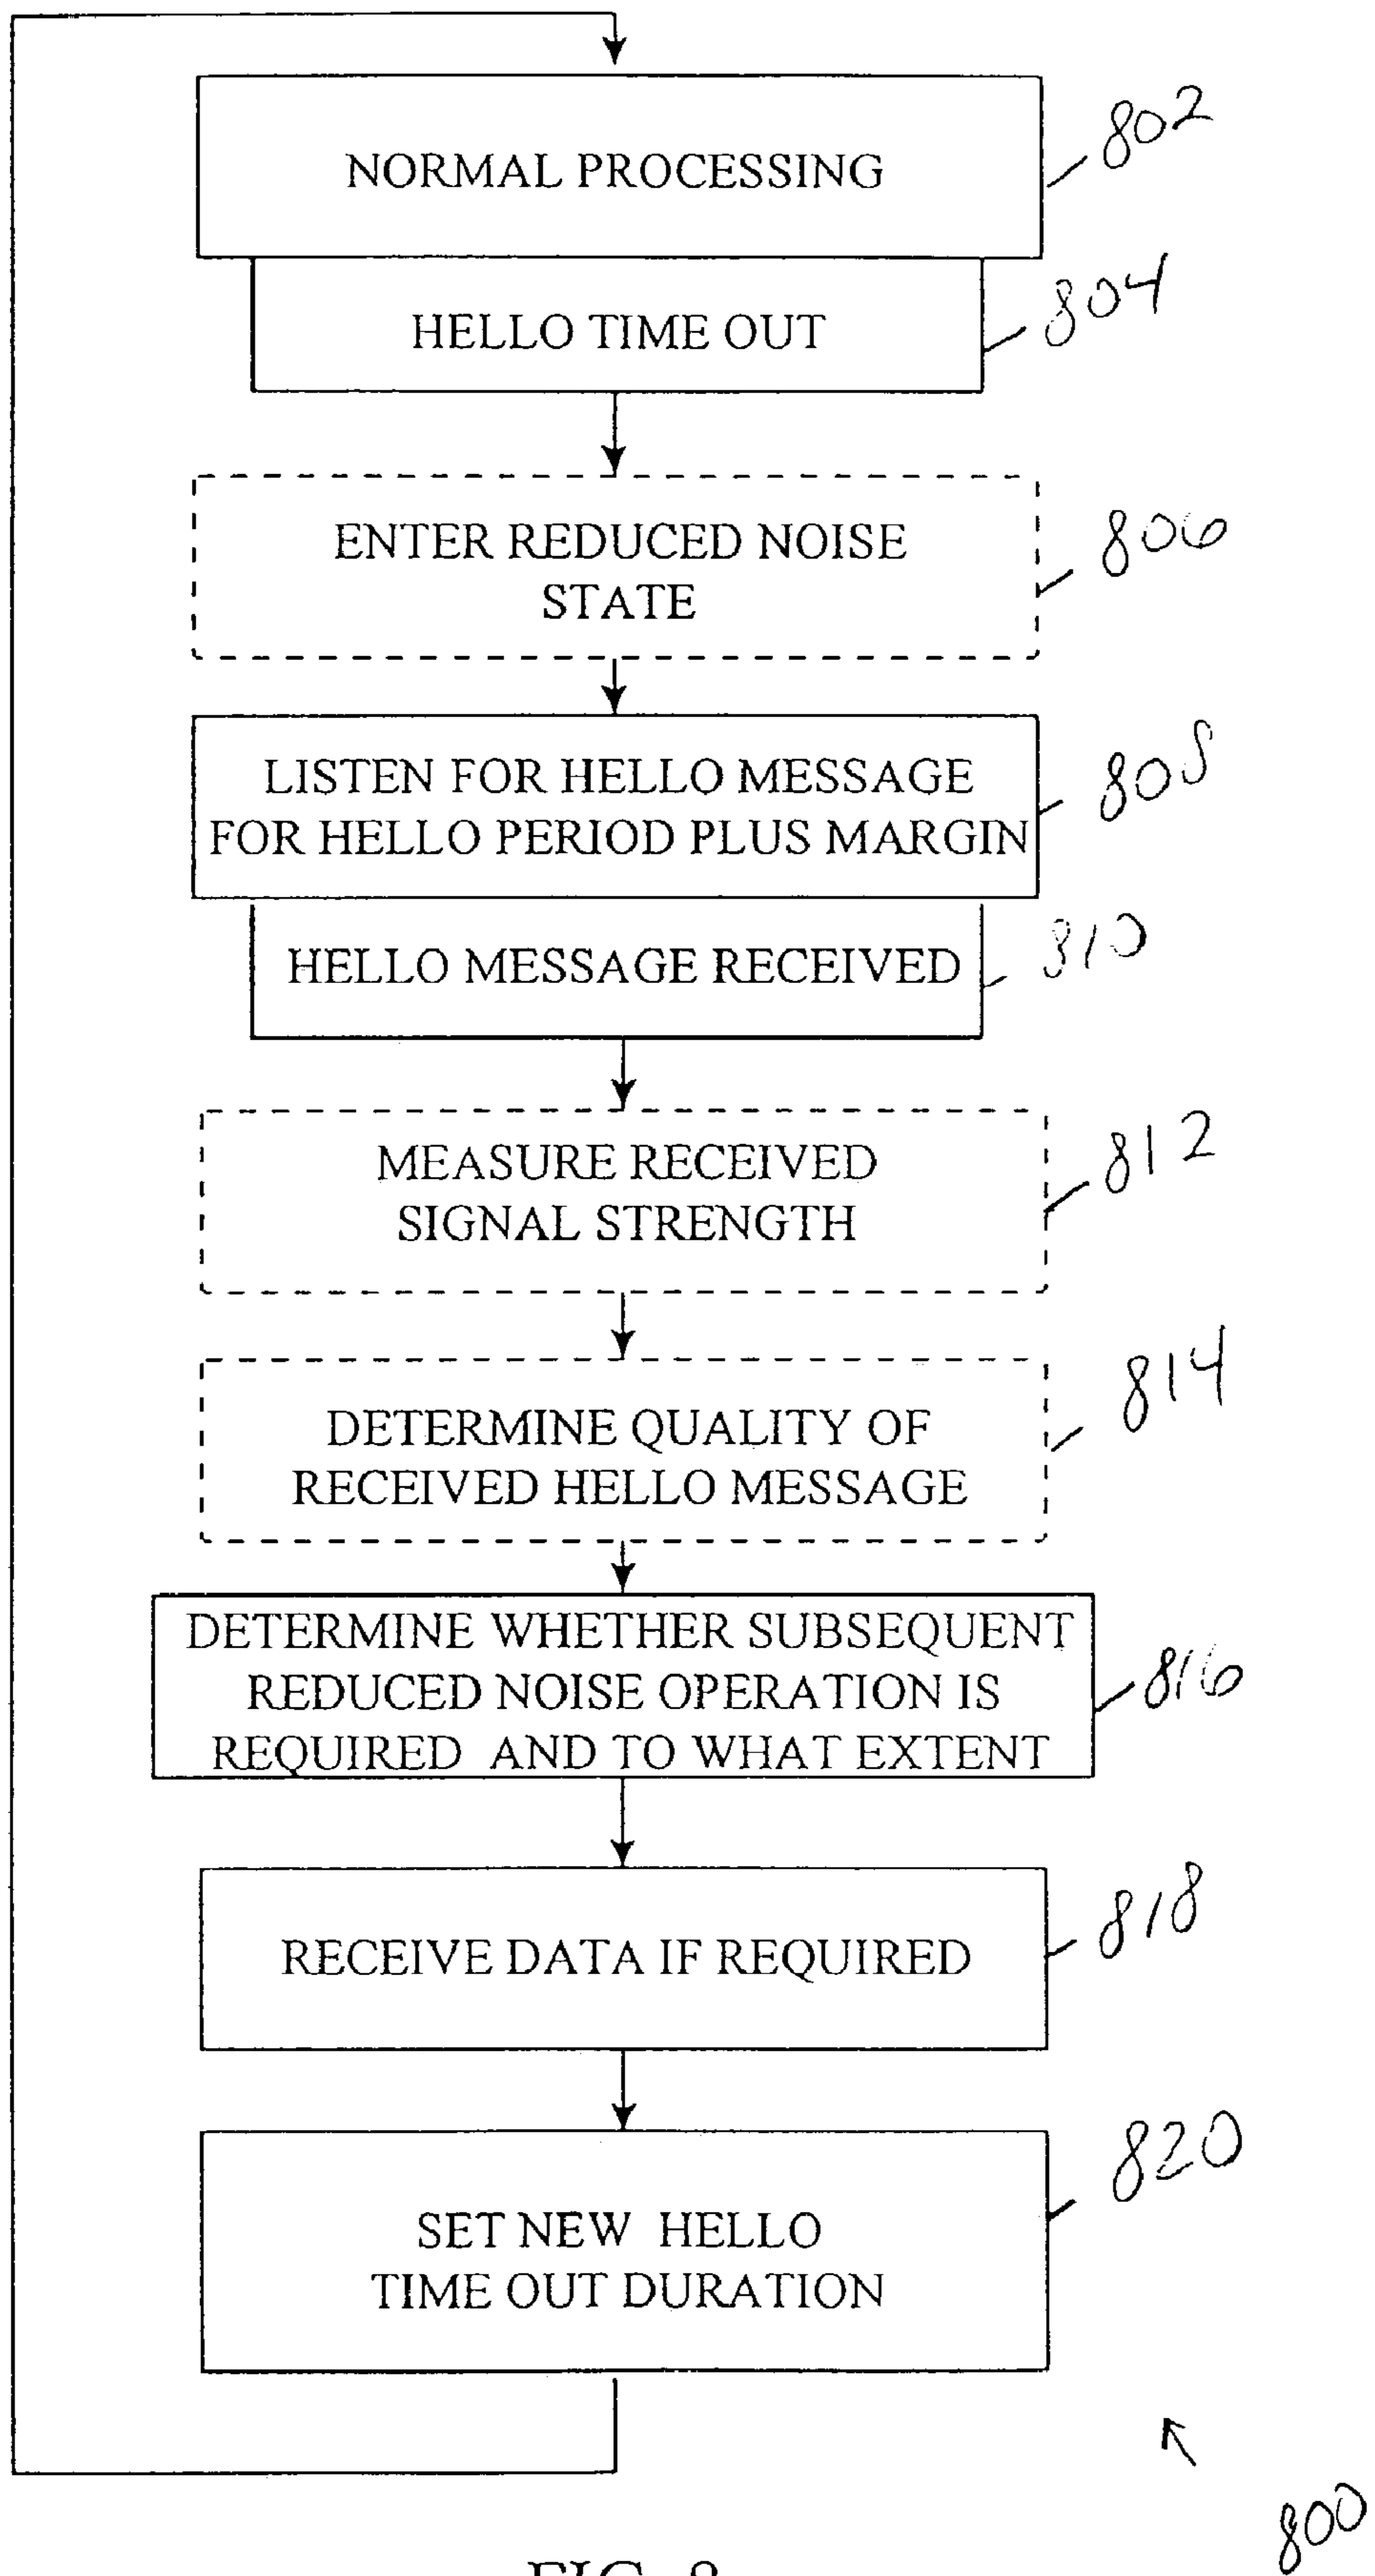 NORMAL PROCESSING
802
HELLO TIME OUT
804
ENTER REDUCED NOISE
STATE
806
LISTEN FOR HELLO MESSAGE
FOR HELLO PERIOD PLUS MARGIN
808
HELLO MESSAGE RECEIVED
810
MEASURE RECEIVED
SIGNAL STRENGTH
812
DETERMINE QUALITY OF
RECEIVED HELLO MESSAGE
814
DETERMINE WHETHER SUBSEQUENT
REDUCED NOISE OPERATION IS
REQUIRED AND TO WHAT EXTENT
816
RECEIVE DATA IF REQUIRED
818
SET NEW HELLO
TIME OUT DURATION
820
800
FIG. 8